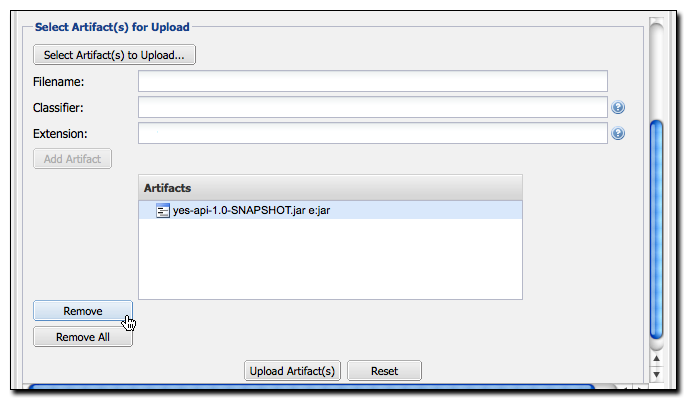 Select Artifact(s) for Upload
Select Artifact(s) to Upload...
Filename:
Classifier:
Extension:
Add Artifact
Artifacts
yes-api-1.0-SNAPSHOT.jar e:jar
Remove
Remove All
Upload Artifact(s) Reset